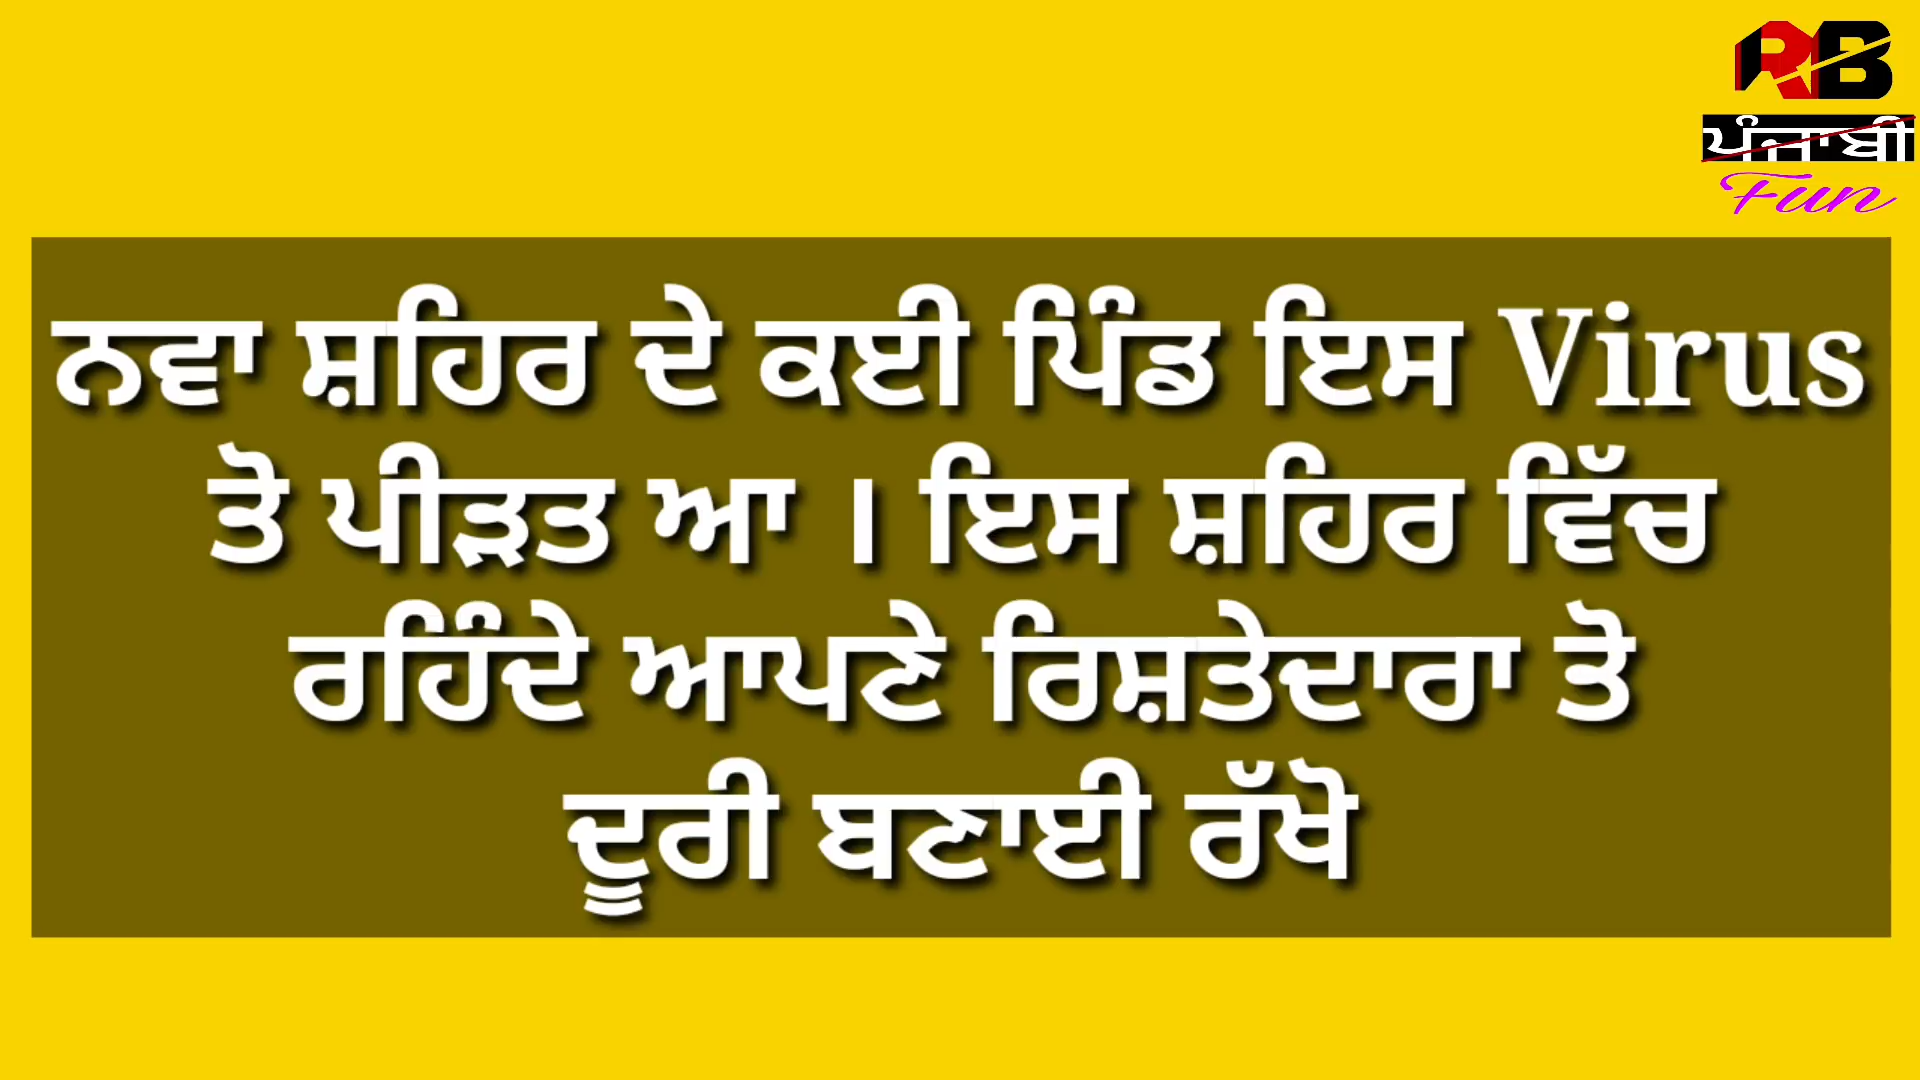 RB
ਪੰਜਾਬੀ
Fun
ਨਵਾ ਸ਼ਹਿਰ ਦੇ ਕਈ ਪਿੰਡ ਇਸ Virus
ਤੋ ਪੀੜਤ ਆ । ਇਸ ਸ਼ਹਿਰ ਵਿੱਚ
ਰਹਿੰਦੇ ਆਪਣੇ ਰਿਸ਼ਤੇਦਾਰਾ ਤੋ
ਦੂਰੀ ਬਣਾਈ ਰੱਖੋ